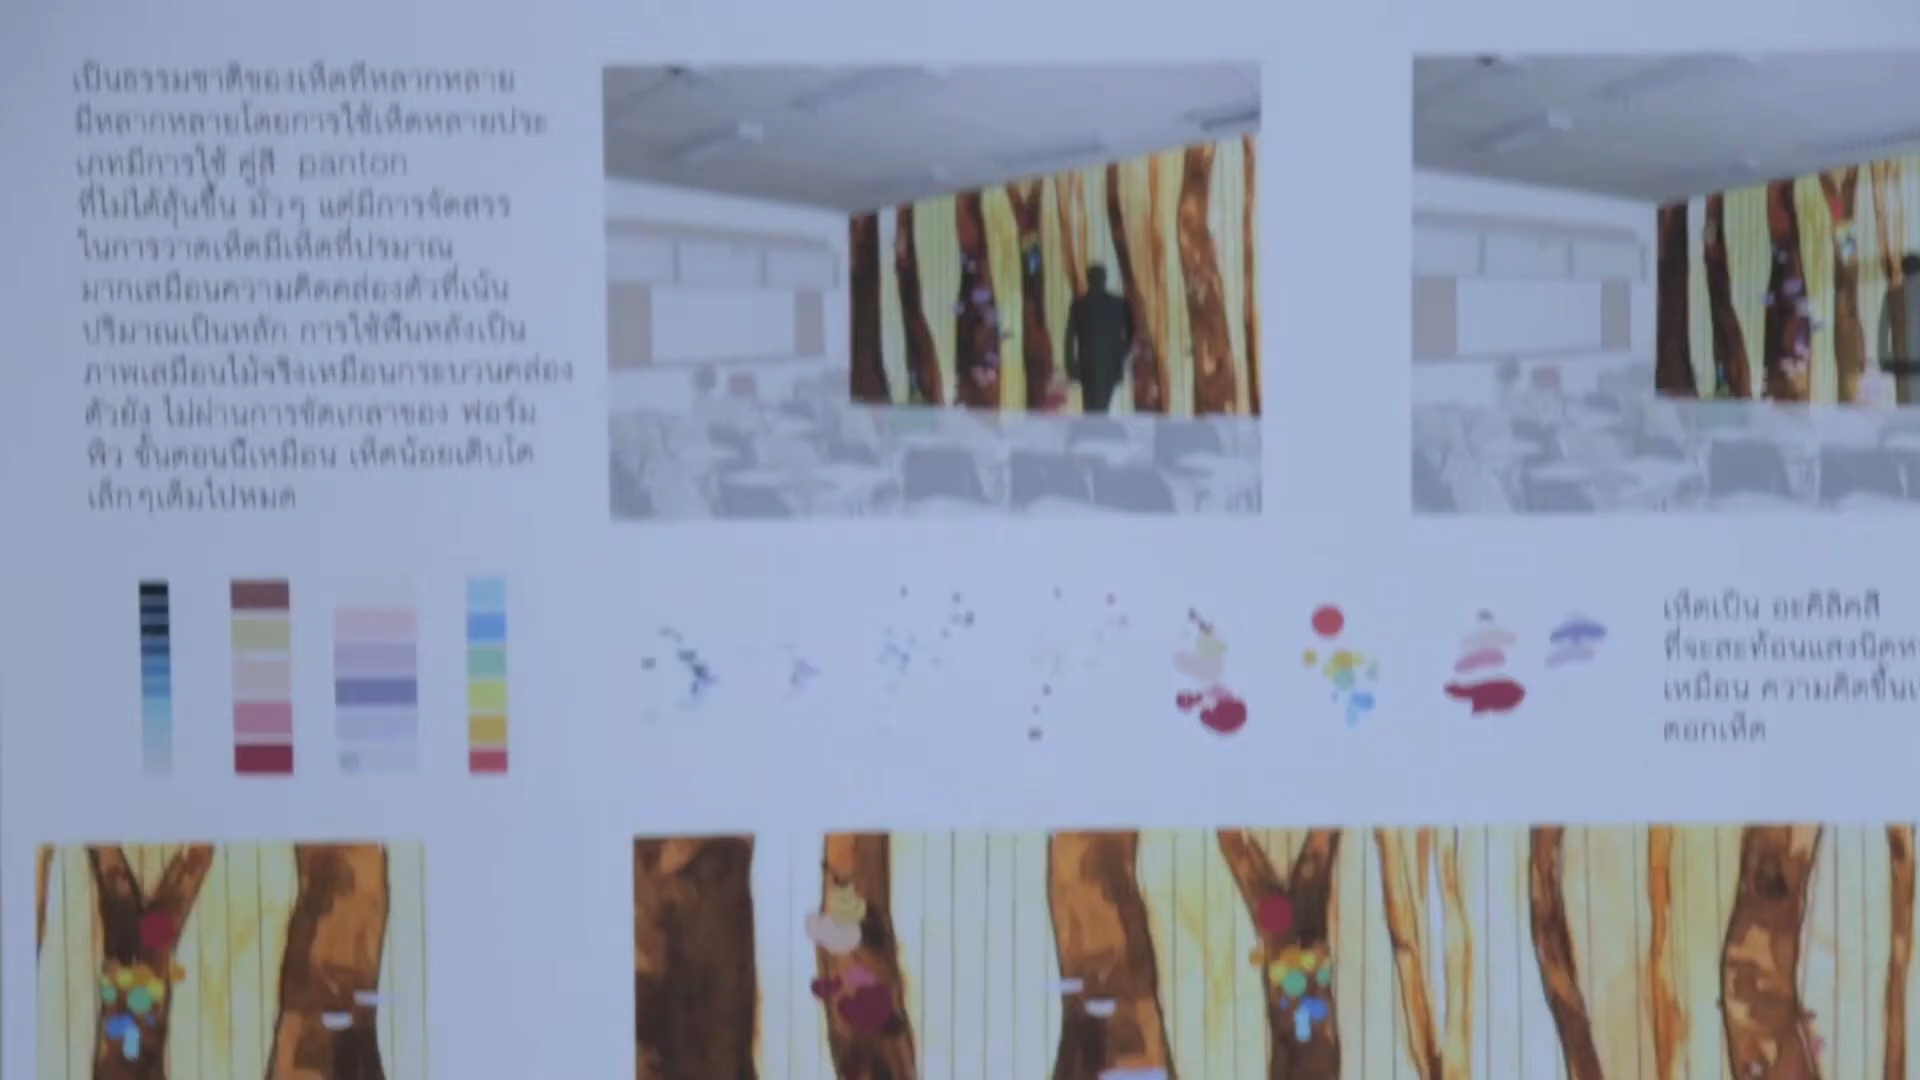 เป็นธรรมชาติของเห็ดที่หลากหลาย
มีหลากหลายโดยการใช้เห็ดหลายประ
เภทมีการใช้ คู่สี panton
ที่ไม่ได้สุ่มขึ้น มั่วๆ แต่มีการจัดสรร
ในการวาดเห็ดมีเห็ดที่ปรมาณ
มากเสมือนความคิดคล่องตัวที่เน้น
ปริมาณเป็นหลัก การใช้พื้นหลังเป็น
ภาพเสมือนไม้จริงเหมือนกระบวนคล่อง
ตัวยัง ไม่ผ่านการขัดเกลาของ ฟอร์ม
พิว ขั้นตอนนี้เหมือน เห็ดน้อยเติบโต
เล็กๆเต็มไปหมด
เห็ดเป็น อะคิลิคสี
ที่จะสะท้อนแสงนิดห
เหมือน ความคิดขึ้นเ
ดอกเห็ด